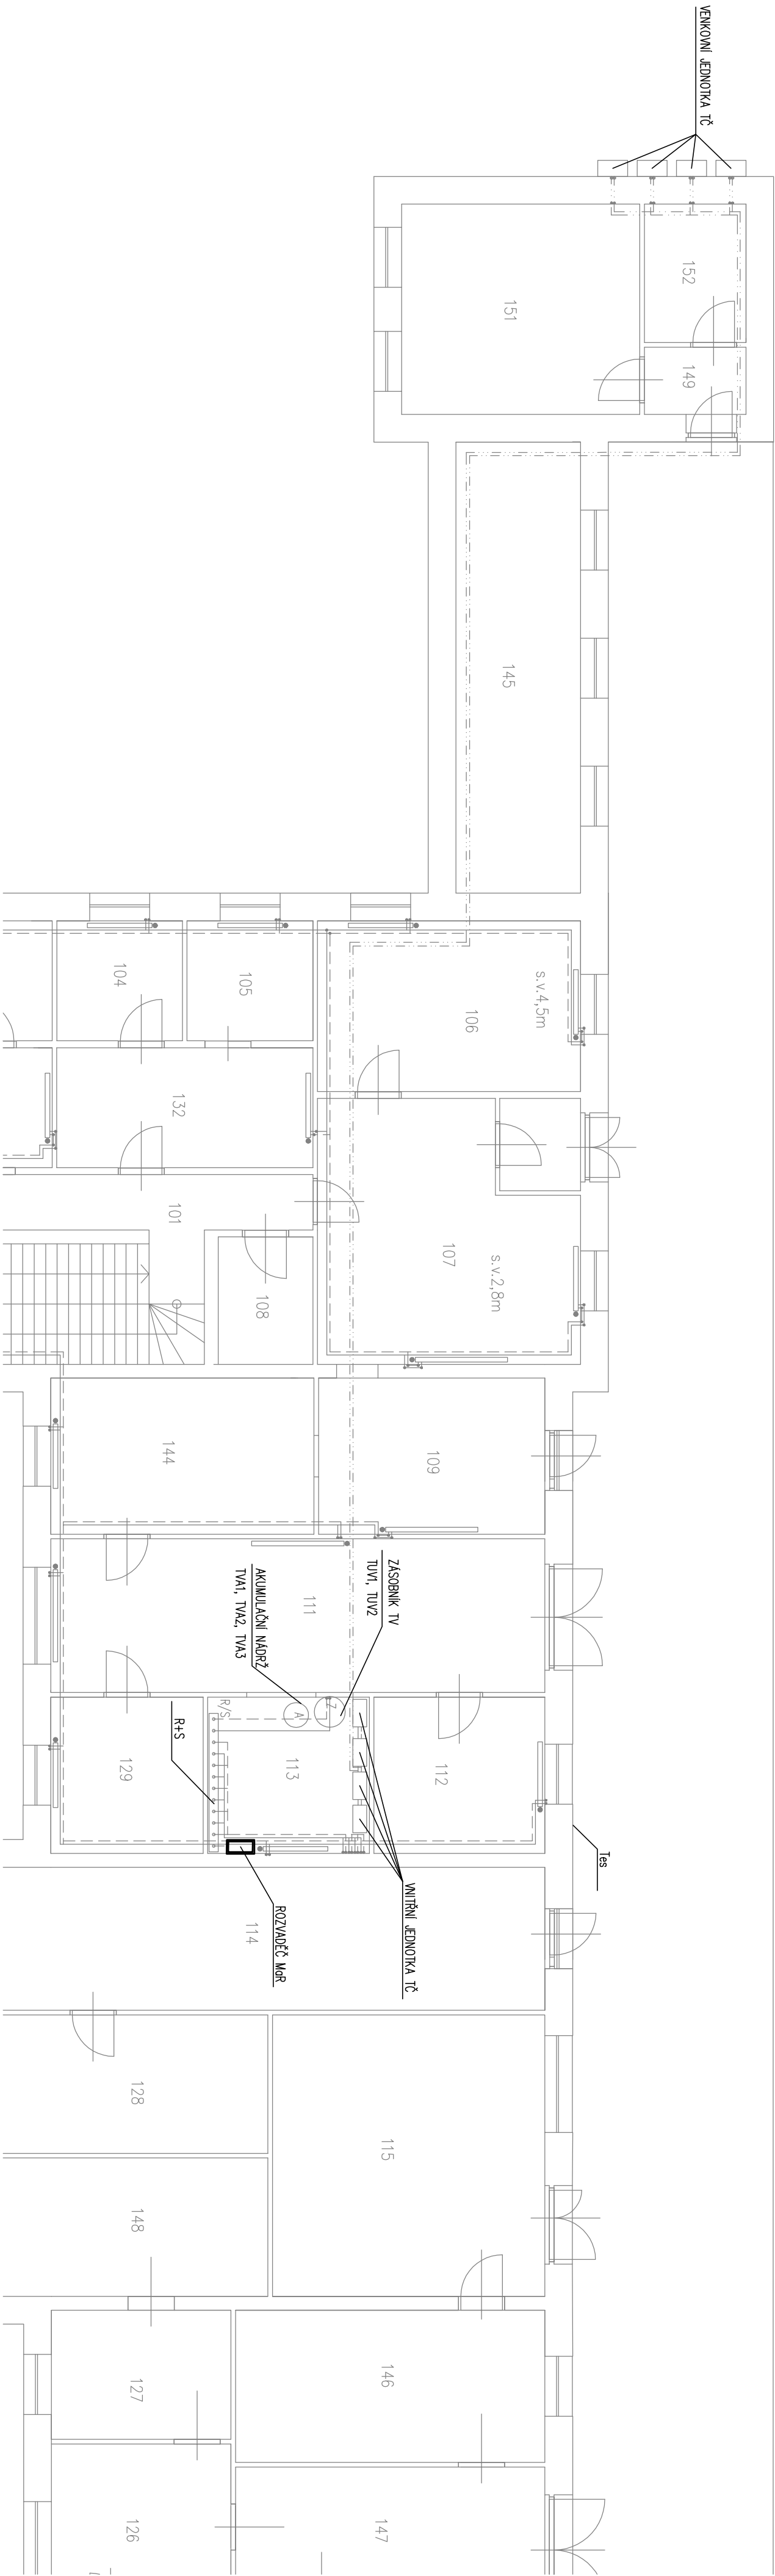 VENKOVNÍ JEDNOTKA TČ
152
151
149
145
s.v.4,5m
106
105
104
132
101
107
s.v.2,8m
108
109
144
ZÁSOBNÍK TV
TUV1, TUV2
111
AKUMULAČNÍ NÁDRŽ
TVA1, TVA2, TVA3
R/S
Z
A
R+S
113
112
129
Tes
VNITŘNÍ JEDNOTKA TČ
ROZVADĚČ MaR
114
128
115
148
146
127
147
126